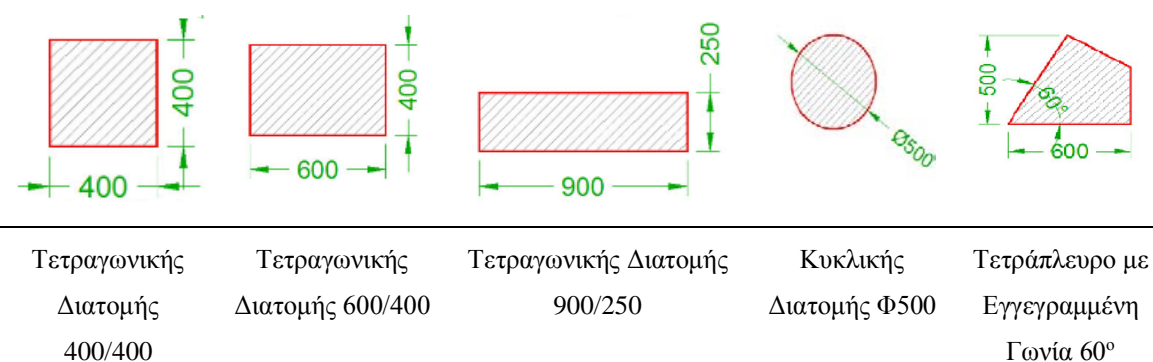 400
400
600
400
900
250
Ø500
500
60°
600
Τετραγωνικής
Διατομής
400/400
Τετραγωνικής
Διατομής 600/400
Τετραγωνικής Διατομής
900/250
Κυκλικής
Διατομής Φ500
Τετράπλευρο με
Εγγεγραμμένη
Γωνία 60º